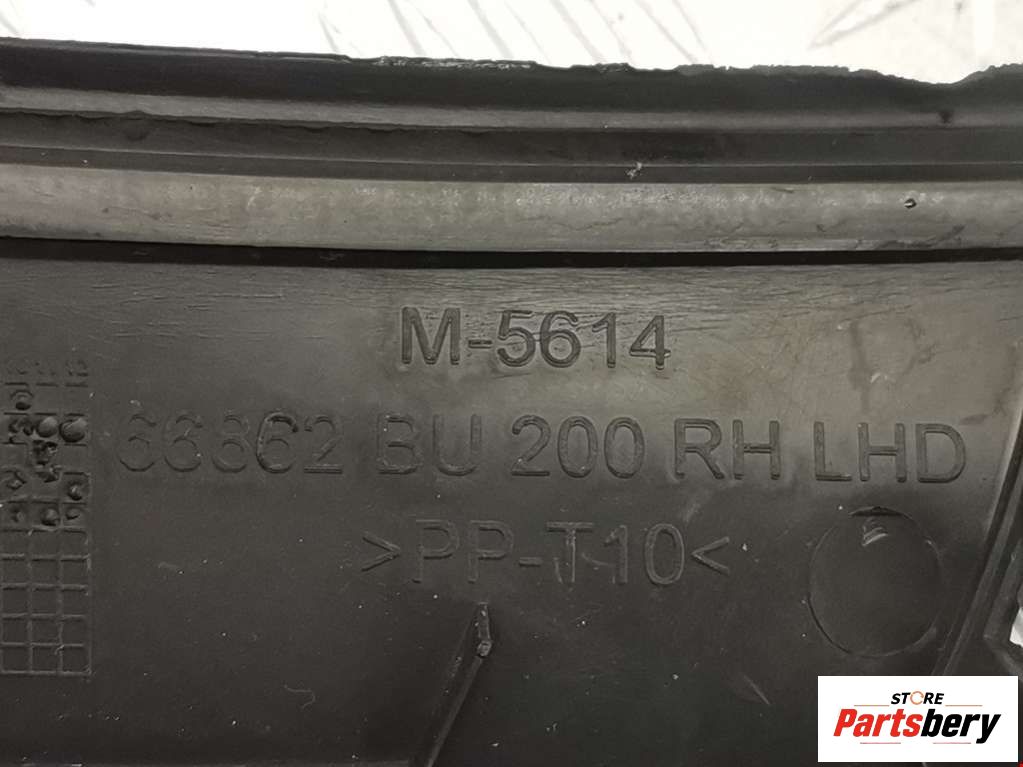 M-5614
66862 BU 200 RH LHD
>PP-T10<
STORE
Partsbery